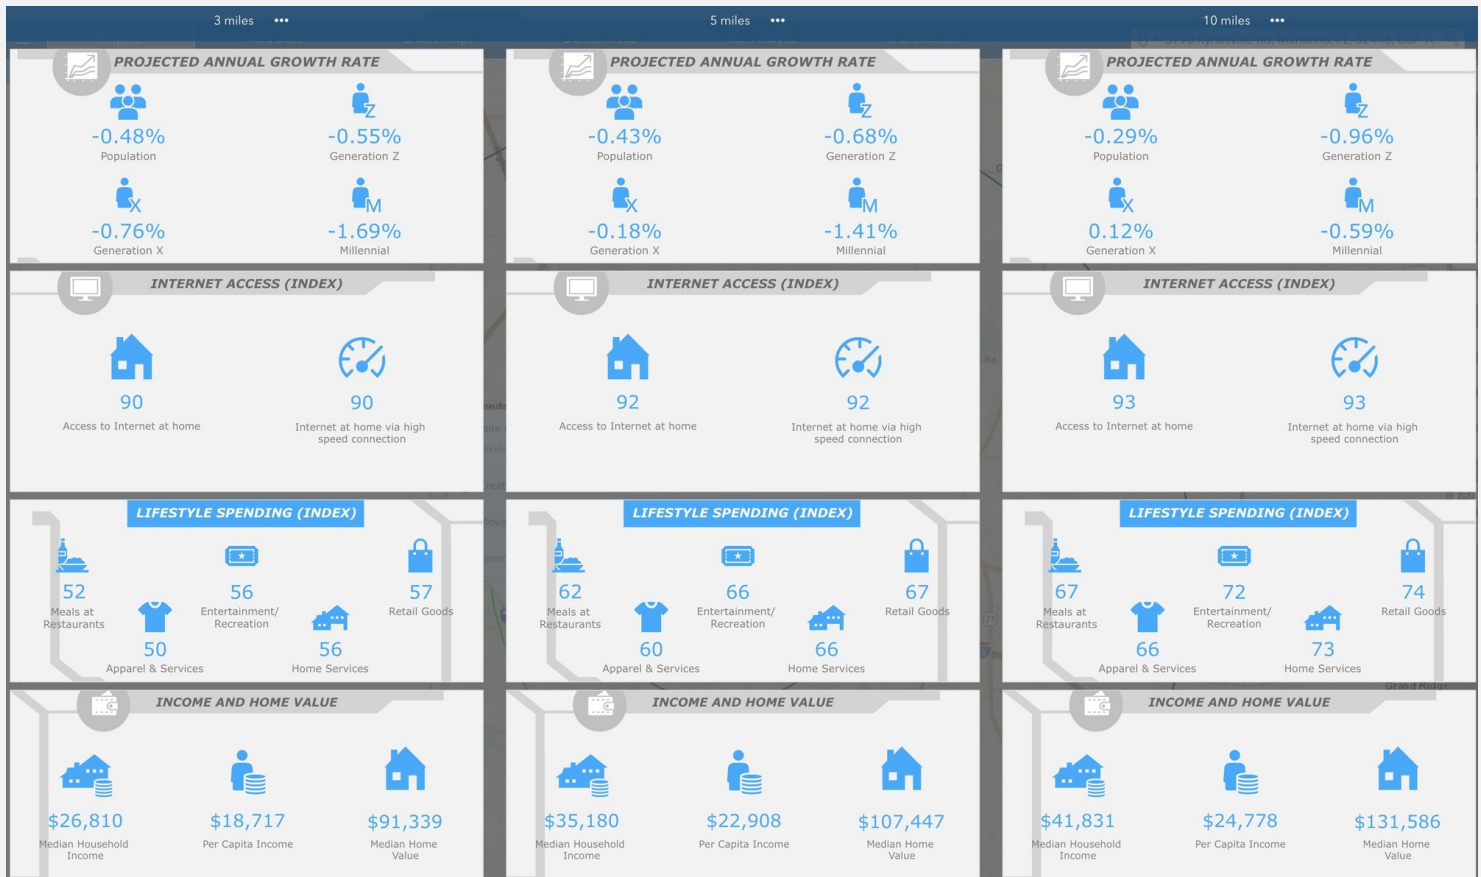 3 miles •••
PROJECTED ANNUAL GROWTH RATE
-0.48%
Population
-0.55%
Generation Z
-0.76%
Generation X
-1.69%
Millennial
INTERNET ACCESS (INDEX)
90
Access to Internet at home
90
Internet at home via high
speed connection
LIFESTYLE SPENDING (INDEX)
52
Meals at
Restaurants
56
Entertainment/
Recreation
57
Retail Goods
50
Apparel & Services
56
Home Services
INCOME AND HOME VALUE
$26,810
Median Household
Income
$18,717
Per Capita Income
$91,339
Median Home
Value
5 miles •••
PROJECTED ANNUAL GROWTH RATE
-0.43%
Population
-0.68%
Generation Z
-0.18%
Generation X
-1.41%
Millennial
INTERNET ACCESS (INDEX)
92
Access to Internet at home
92
Internet at home via high
speed connection
LIFESTYLE SPENDING (INDEX)
62
Meals at
Restaurants
66
Entertainment/
Recreation
67
Retail Goods
60
Apparel & Services
66
Home Services
INCOME AND HOME VALUE
$35,180
Median Household
Income
$22,908
Per Capita Income
$107,447
Median Home
Value
10 miles •••
PROJECTED ANNUAL GROWTH RATE
-0.29%
Population
-0.96%
Generation Z
0.12%
Generation X
-0.59%
Millennial
INTERNET ACCESS (INDEX)
93
Access to Internet at home
93
Internet at home via high
speed connection
LIFESTYLE SPENDING (INDEX)
67
Meals at
Restaurants
72
Entertainment/
Recreation
74
Retail Goods
66
Apparel & Services
73
Home Services
Grand Ridge
INCOME AND HOME VALUE
$41,831
Median Household
Income
$24,778
Per Capita Income
$131,586
Median Home
Value